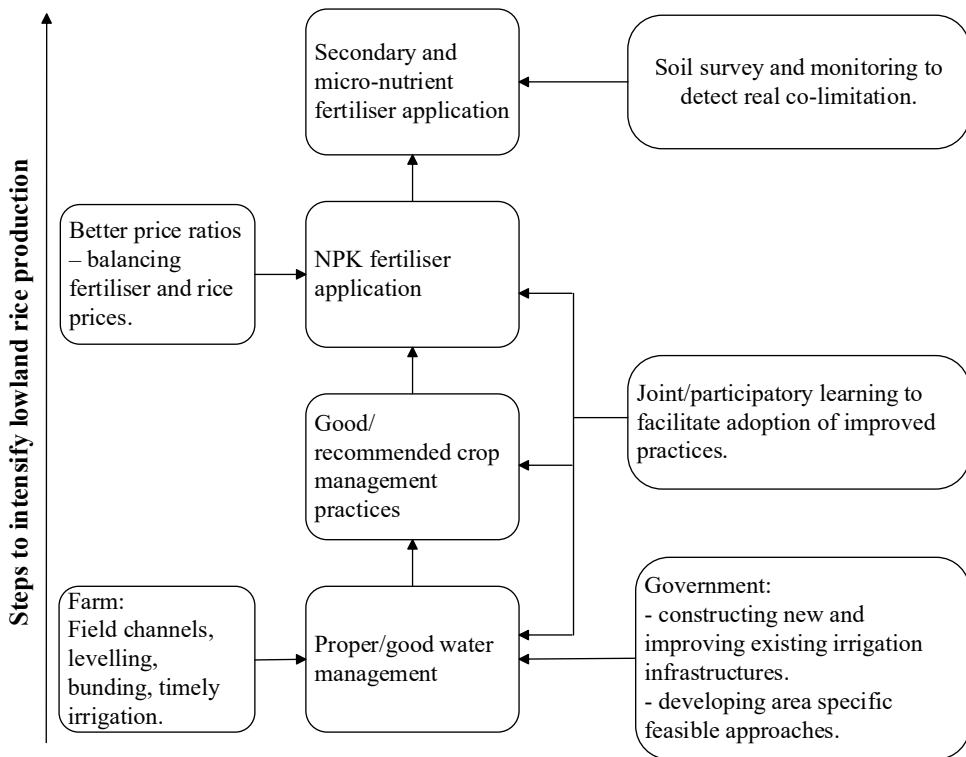 Steps to intensify lowland rice production
Secondary and
micro-nutrient
fertiliser application
Soil survey and monitoring to
detect real co-limitation.
Better price ratios
– balancing
fertiliser and rice
prices.
NPK fertiliser
application
Joint/participatory learning to
facilitate adoption of improved
practices.
Good/
recommended crop
management
practices
Farm:
Field channels,
levelling,
bunding, timely
irrigation.
Proper/good water
management
Government:
- constructing new and
improving existing irrigation
infrastructures.
- developing area specific
feasible approaches.